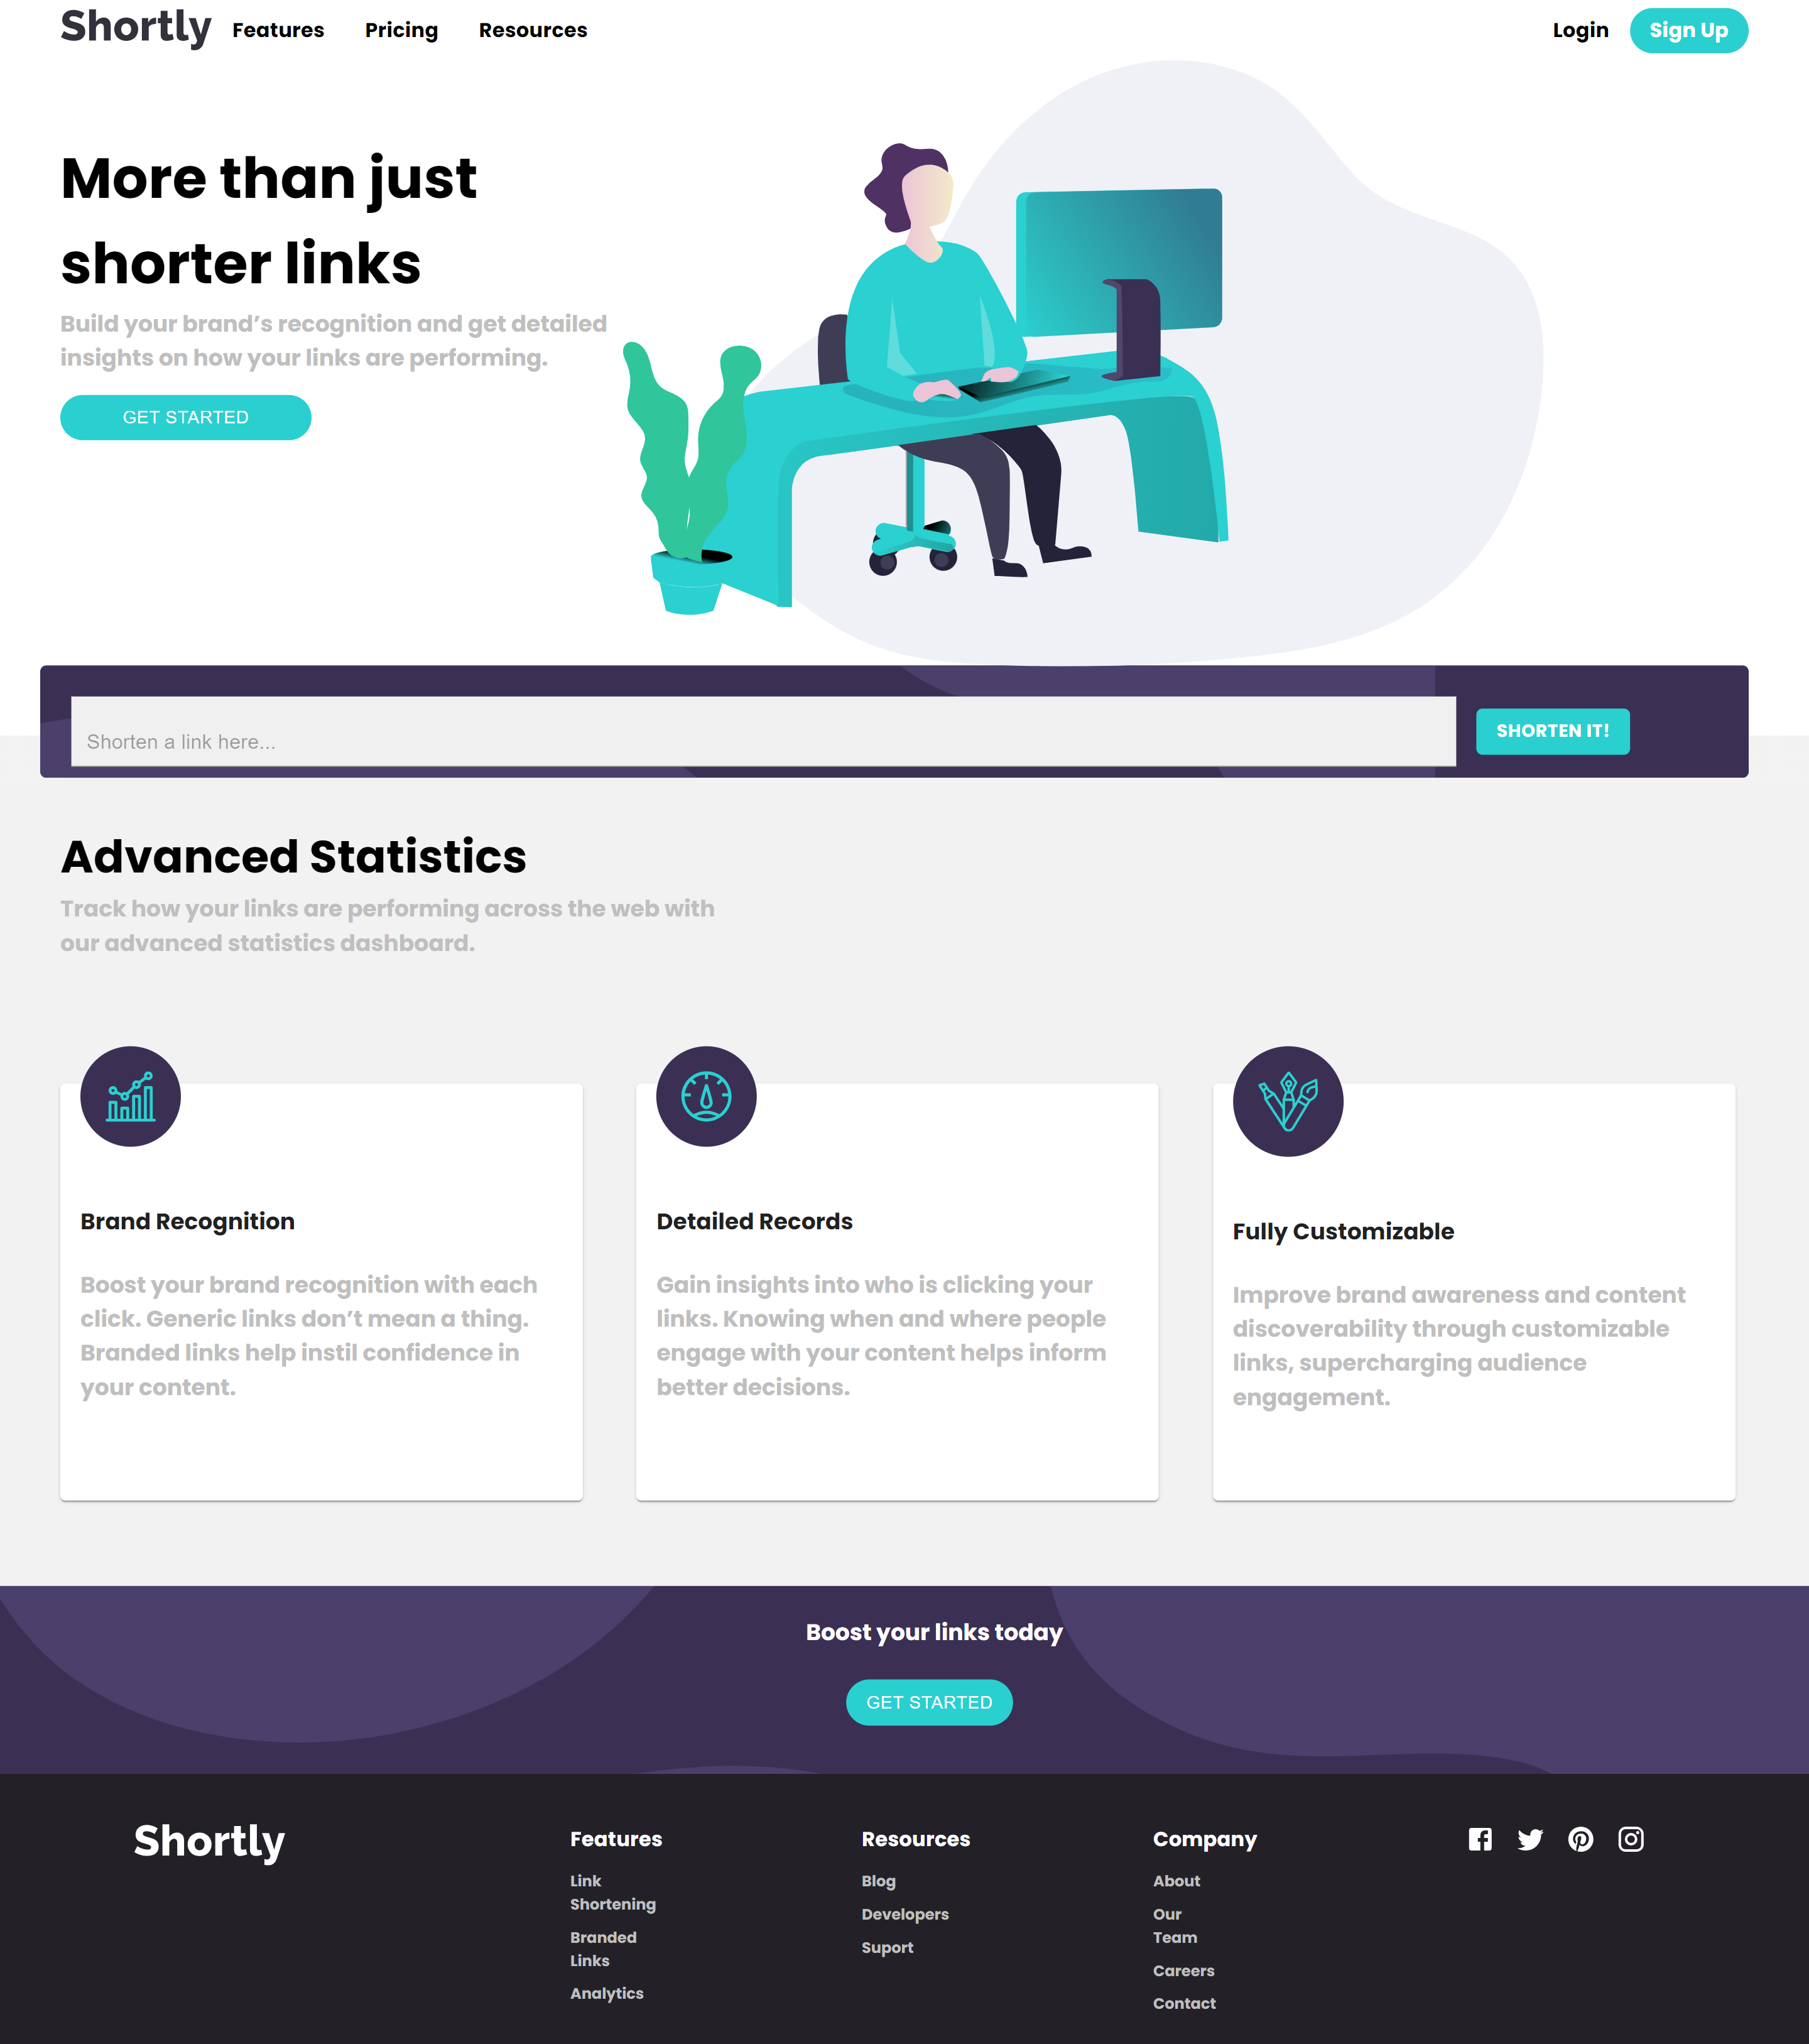 Shortly Features Pricing Resources Login Sign Up
More than just
shorter links
Build your brand’s recognition and get detailed
insights on how your links are performing.
GET STARTED
Shorten a link here...
SHORTEN IT!
Advanced Statistics
Track how your links are performing across the web with
our advanced statistics dashboard.
Brand Recognition
Boost your brand recognition with each
click. Generic links don’t mean a thing.
Branded links help instil confidence in
your content.
Detailed Records
Gain insights into who is clicking your
links. Knowing when and where people
engage with your content helps inform
better decisions.
Fully Customizable
Improve brand awareness and content
discoverability through customizable
links, supercharging audience
engagement.
Boost your links today
GET STARTED
Shortly
Features
Link
Shortening
Branded
Links
Analytics
Resources
Blog
Developers
Suport
Company
About
Our
Team
Careers
Contact